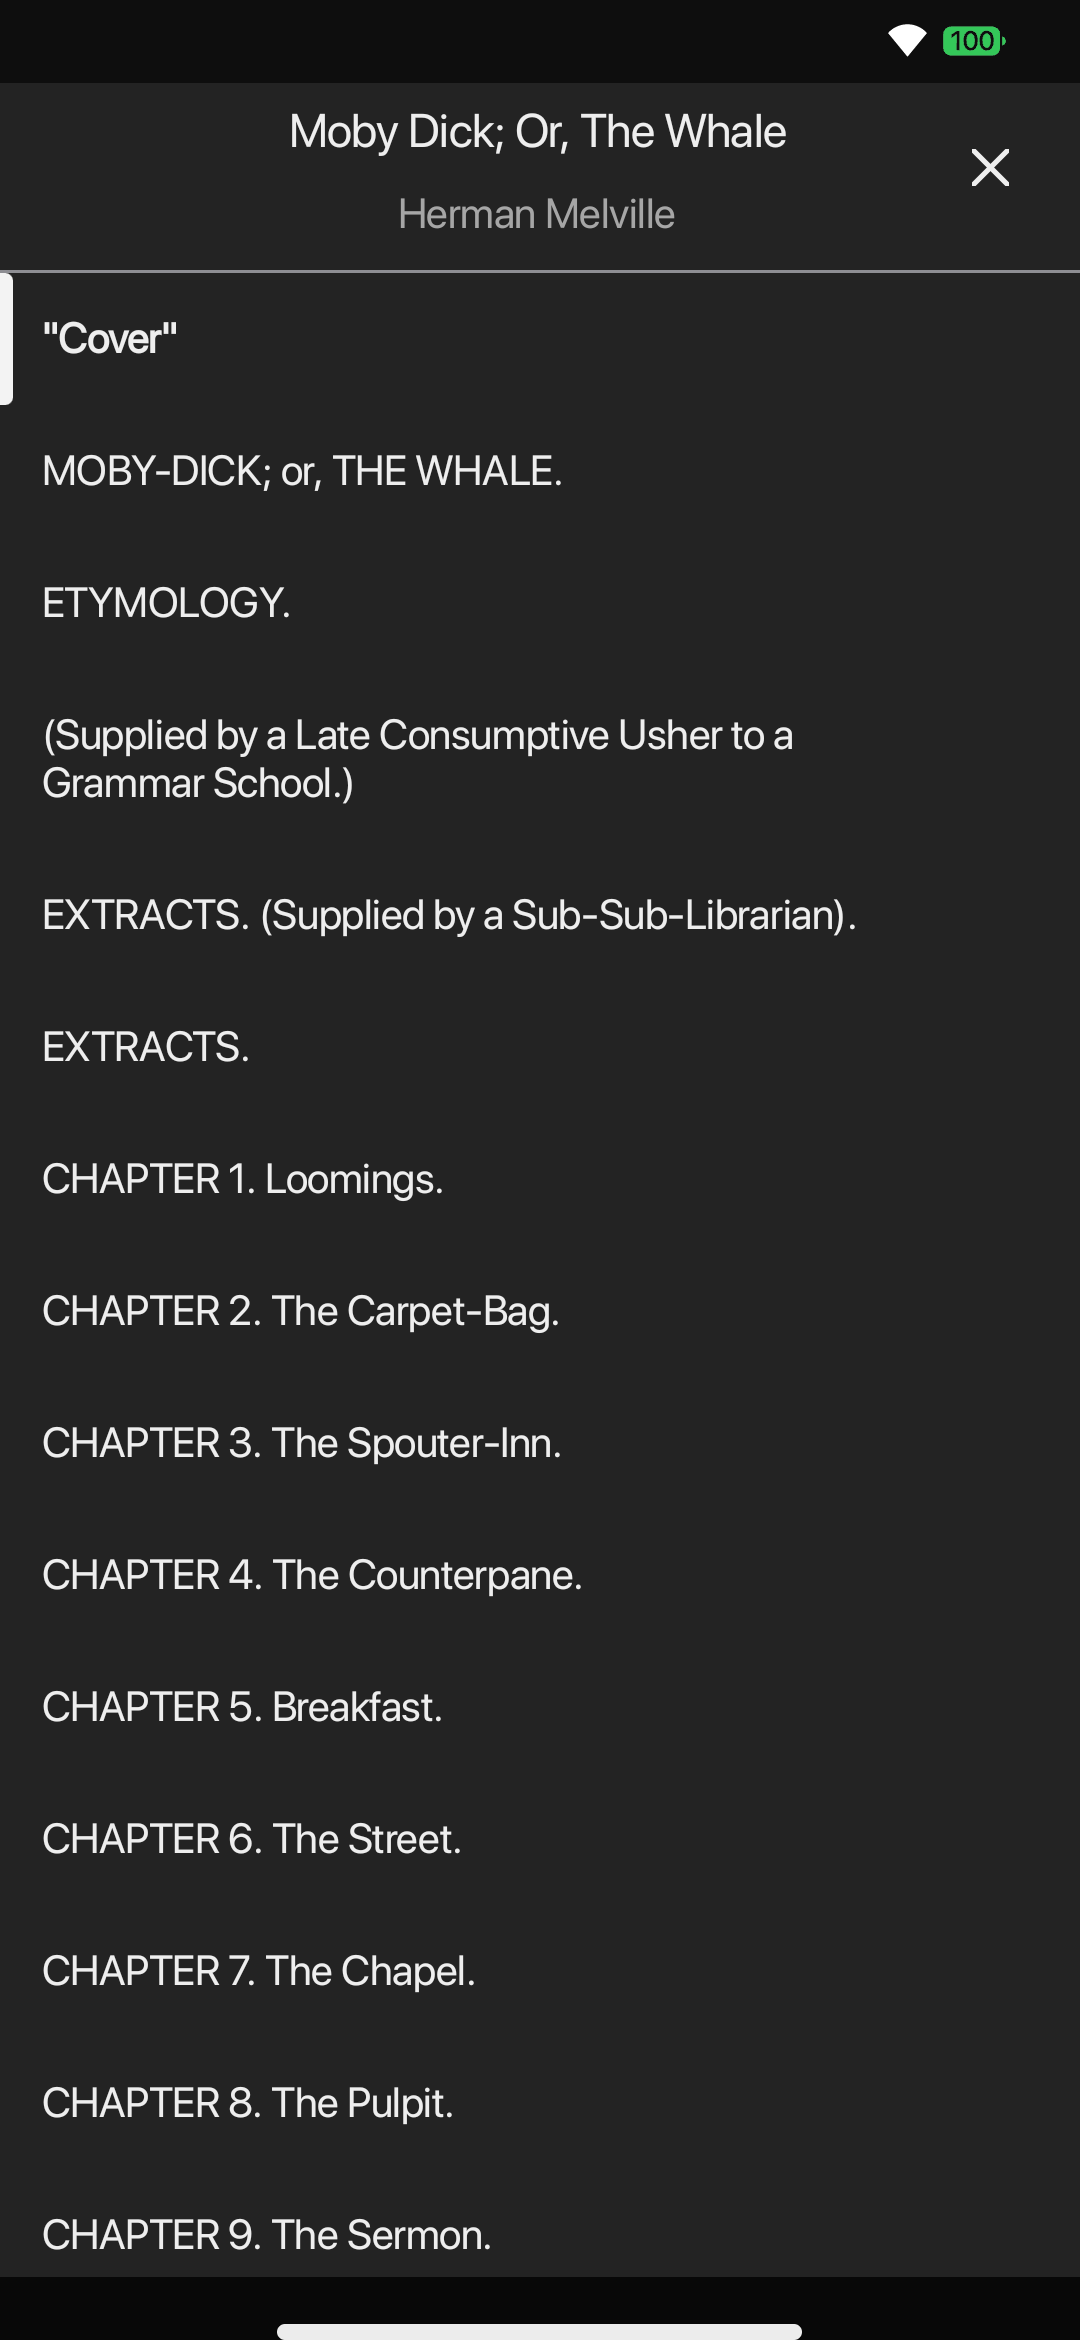 100
Moby Dick; Or, The Whale
Herman Melville
"Cover"
MOBY-DICK; or, THE WHALE.
ETYMOLOGY.
(Supplied by a Late Consumptive Usher to a
Grammar School.)
EXTRACTS. (Supplied by a Sub-Sub-Librarian).
EXTRACTS.
CHAPTER 1. Loomings.
CHAPTER 2. The Carpet-Bag.
CHAPTER 3. The Spouter-Inn.
CHAPTER 4. The Counterpane.
CHAPTER 5. Breakfast.
CHAPTER 6. The Street.
CHAPTER 7. The Chapel.
CHAPTER 8. The Pulpit.
CHAPTER 9. The Sermon.